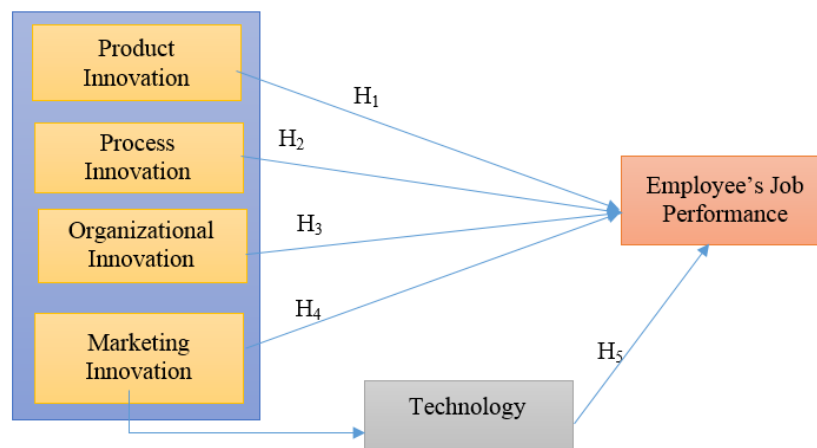 Product
Innovation
H₁
Process
Innovation
H₂
Employee's Job
Performance
Organizational
Innovation
H₃
H₄
Marketing
Innovation
H₅
Technology